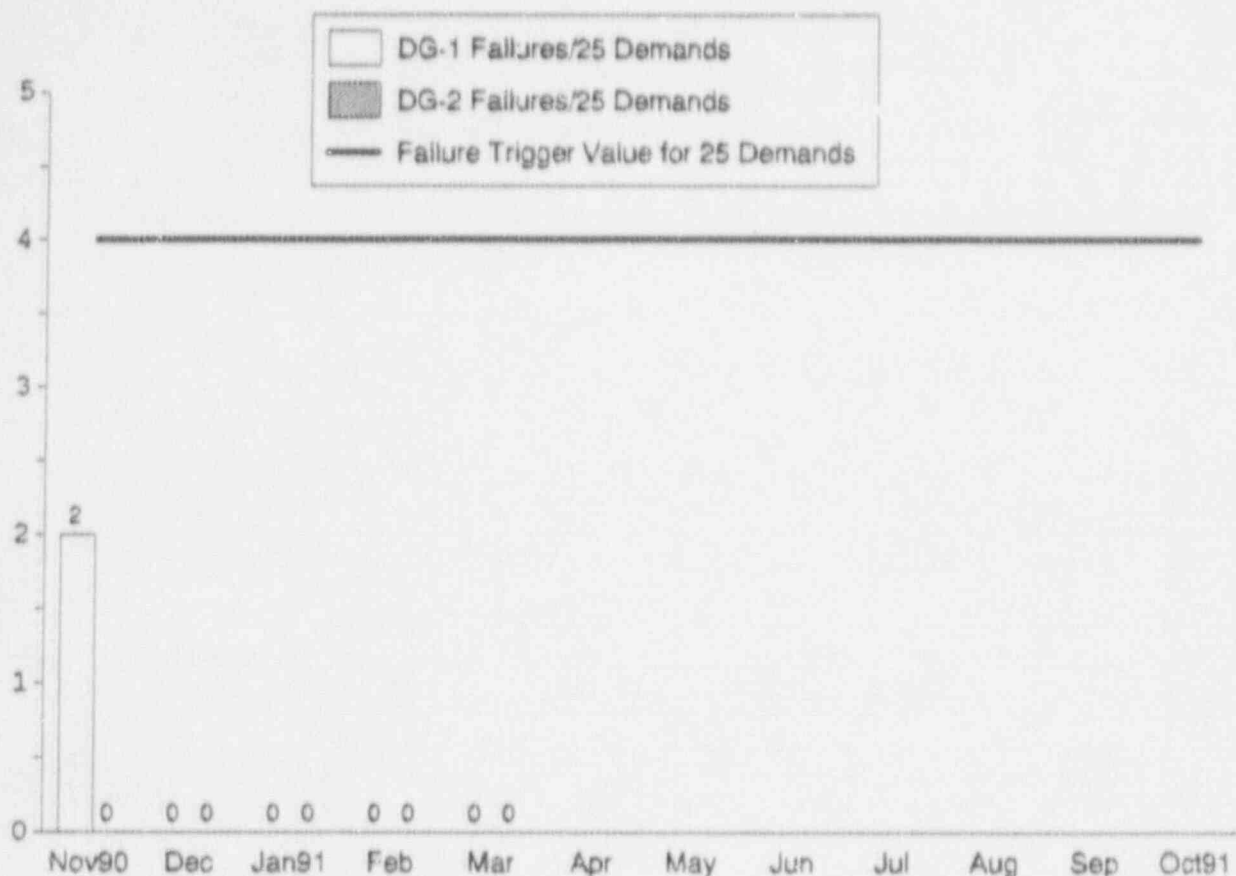 DG-1 Failures/25 Demands
DG-2 Failures/25 Demands
Failure Trigger Value for 25 Demands
5
4
3
2
2
1
0
0 0 0 0 0 0 0 0 0
Nov90 Dec Jan91 Feb Mar Apr May Jun Jul Aug Sep Oct91